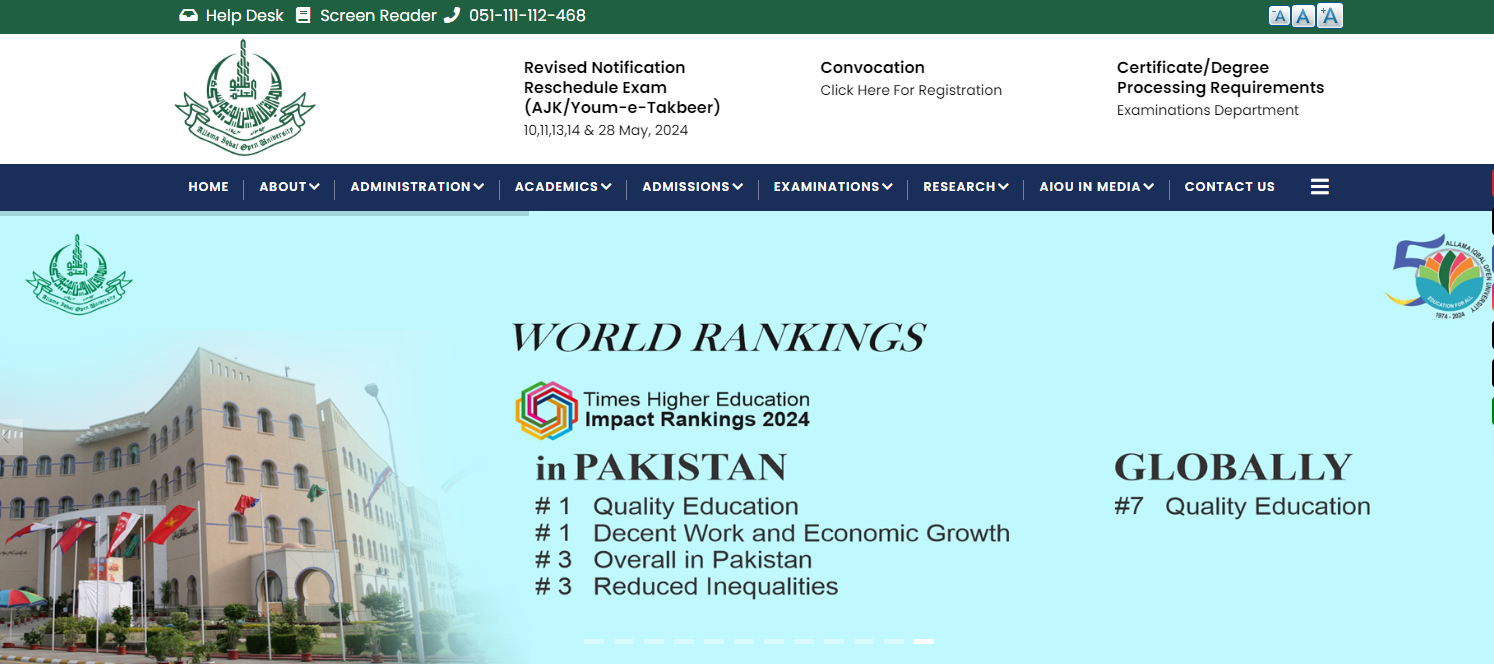 Help Desk Screen Reader 051-111-112-468
-A A +A
Revised Notification
Reschedule Exam
(AJK/Youm-e-Takbeer)
10,11,13,14 & 28 May, 2024
Convocation
Click Here For Registration
Certificate/Degree
Processing Requirements
Examinations Department
Allama Iqbal Open University
HOME ABOUT ADMINISTRATION ACADEMICS ADMISSIONS EXAMINATIONS RESEARCH AIOU IN MEDIA CONTACT US
Allama Iqbal Open University
50
ALLAMA IQBAL OPEN UNIVERSITY
EDUCATION FOR ALL
1974 - 2024
WORLD RANKINGS
Times Higher Education
Impact Rankings 2024
in PAKISTAN
# 1 Quality Education
# 1 Decent Work and Economic Growth
# 3 Overall in Pakistan
# 3 Reduced Inequalities
GLOBALLY
#7 Quality Education